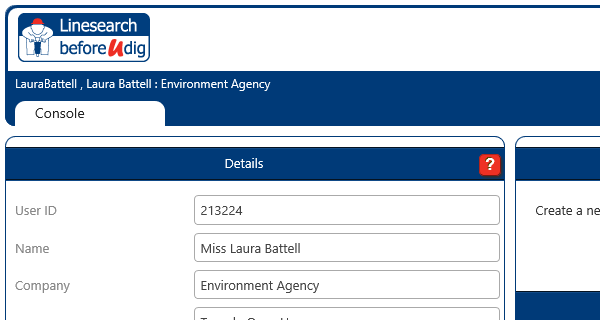 Linesearch
beforeUdig
LauraBattell , Laura Battell : Environment Agency
Console
Details
?
User ID
213224
Create a ne
Name
Miss Laura Battell
Company
Environment Agency